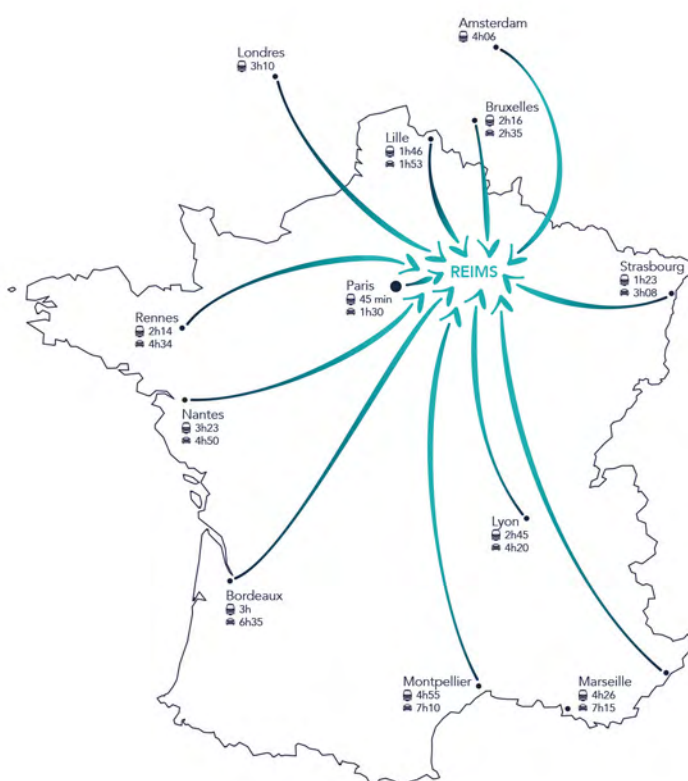 Amsterdam
4h06
Londres
3h10
Bruxelles
2h16
2h35
Lille
1h46
1h53
REIMS
Strasbourg
1h23
3h08
Paris
45 min
1h30
Rennes
2h14
4h34
Nantes
3h23
4h50
Lyon
2h45
4h20
Bordeaux
3h
6h35
Montpellier
4h55
7h10
Marseille
4h26
7h15